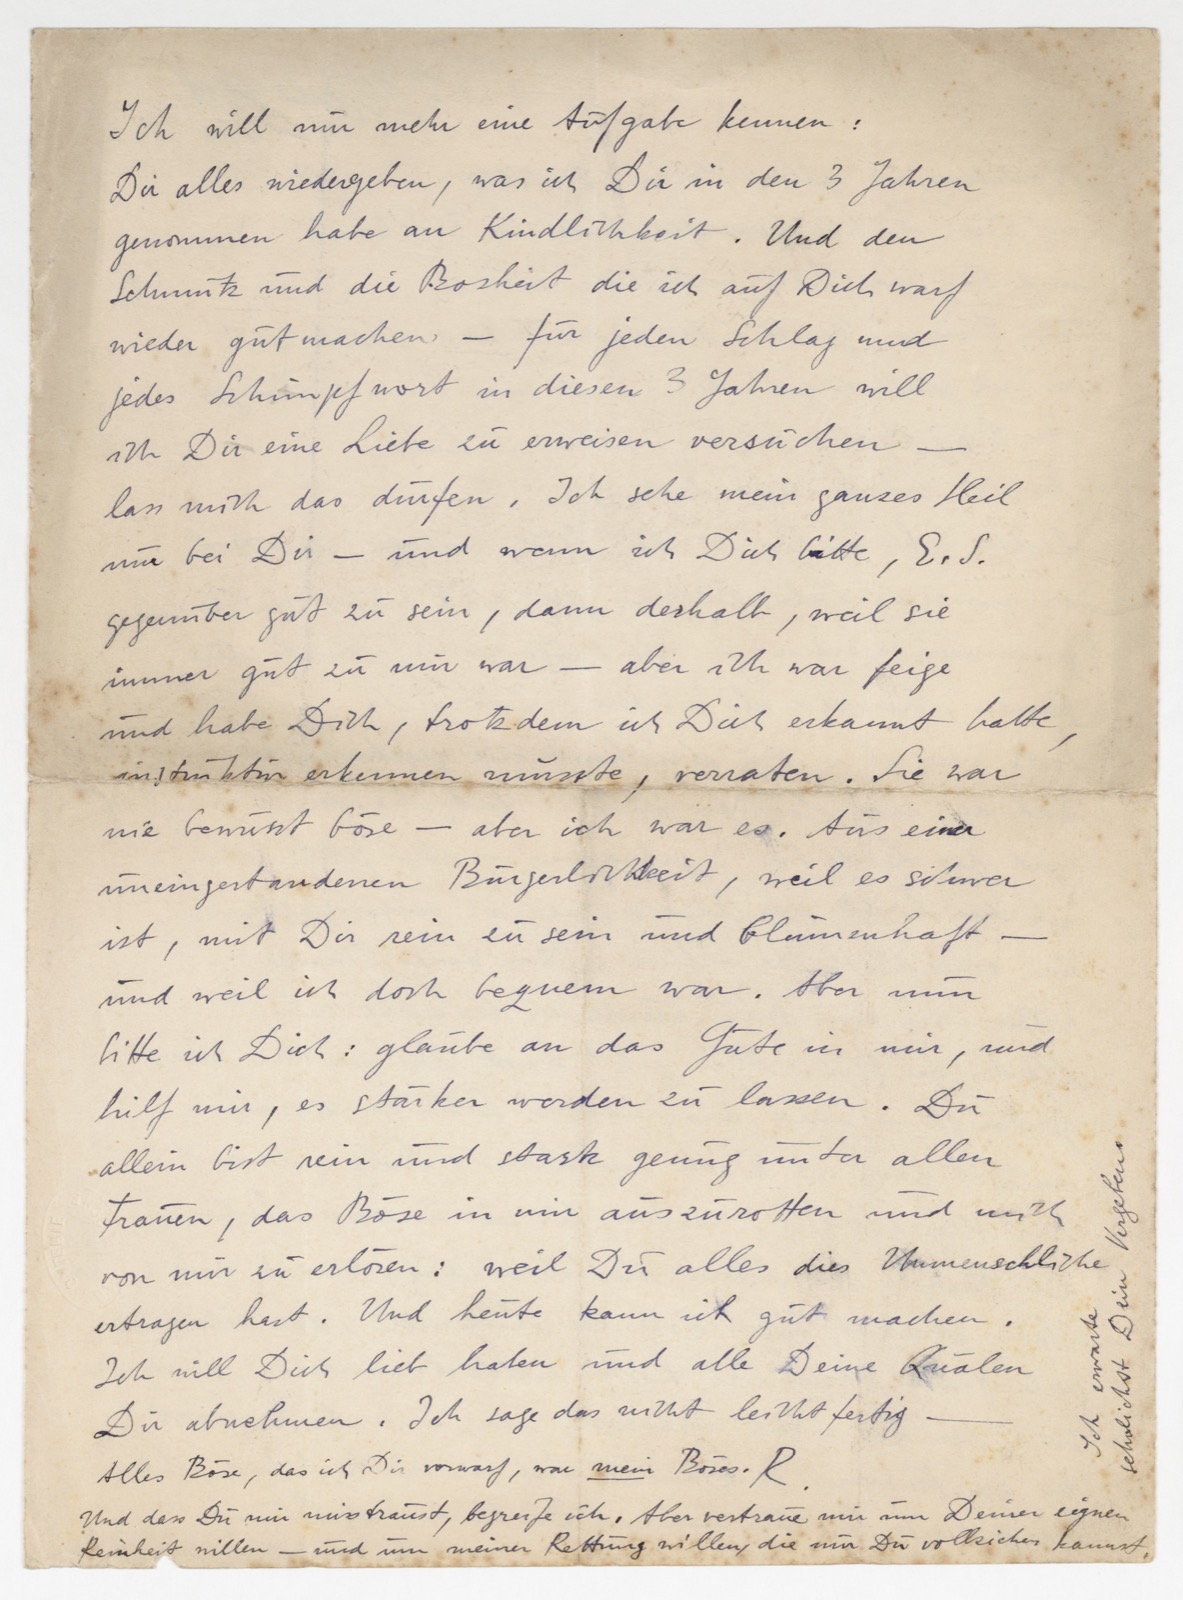 Ich will nur mehr eine Aufgabe kennen:
Dir alles wiedergeben, was ich Dir in den 3 Jahren
genommen habe an Kindlichkeit. Und den
Schmutz und die Bosheit die ich auf Dich warf
wieder gutmachen — für jeden Schlag und
jedes Schimpfwort in diesen 3 Jahren will
ich Dir eine Liebe zu erweisen versuchen —
lass mich das dürfen. Ich sehe mein ganzes Heil
nur bei Dir — und wenn ich Dich bitte, E. S.
gegenüber gut zu sein, dann deshalb, weil sie
immer gut zu mir war — aber ich war feige
und habe Dich, trotzdem ich Dich erkannt hatte,
erkennen musste, verraten. Sie war
nie bewusst böse — aber ich war es. Aus einer
uneingestandenen Bürgerlichkeit, weil es schwer
ist, mit Dir rein zu sein und blumenhaft —
und weil ich doch bequem war. Aber nun
bitte ich Dich: glaube an das Gute in mir, und
hilf mir, es stärker werden zu lassen. Du
allein bist rein und stark genug unter allen
Frauen, das Böse in mir auszurotten und mich
von mir zu erlösen: weil Du alles dies Unmenschliche
ertragen hast. Und heute kann ich gut machen.
Ich will Dich lieb haben und alle Deine Qualen
Dir abnehmen. Ich sage das nicht leichtfertig —
Alles Böse, das ich Dir vorwarf, war mein Böses. R.
Und dass Du mir misstraust, begreife ich. Aber vertraue mir um Deiner eignen
Reinheit willen — und um meiner Rettung willen, die nur Du vollziehen kannst.
Ich erwarte
sehnlichst Dein Vergeben.